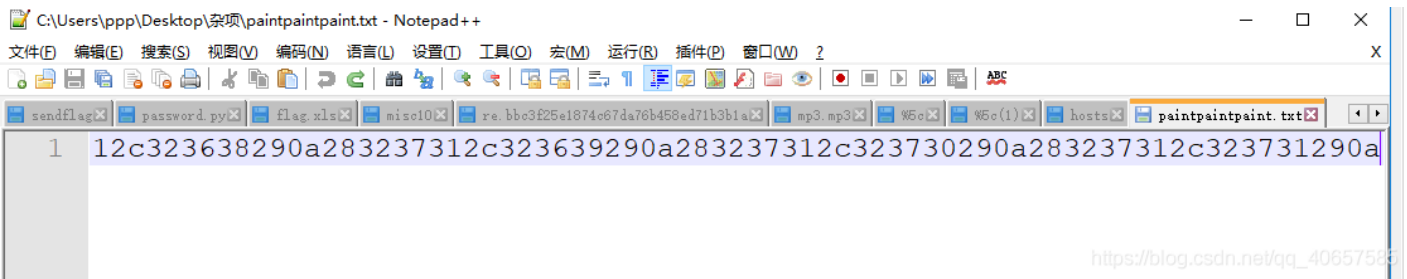 C:\Users\ppp\Desktop\杂项\paintpaintpaint.txt - Notepad++
文件(F) 编辑(E) 搜索(S) 视图(V) 编码(N) 语言(L) 设置(T) 工具(O) 宏(M) 运行(R) 插件(P) 窗口(W) ? X
ABC
sendflag password.py flag.xls misc10 re.bbc3f25e1874c67da76b458ed71b3b1a mp3.mp3 %5c %5c(1) hosts paintpaintpaint.txt
1 12c323638290a283237312c323639290a283237312c323730290a283237312c323731290a
https://blog.csdn.net/qq_40657585